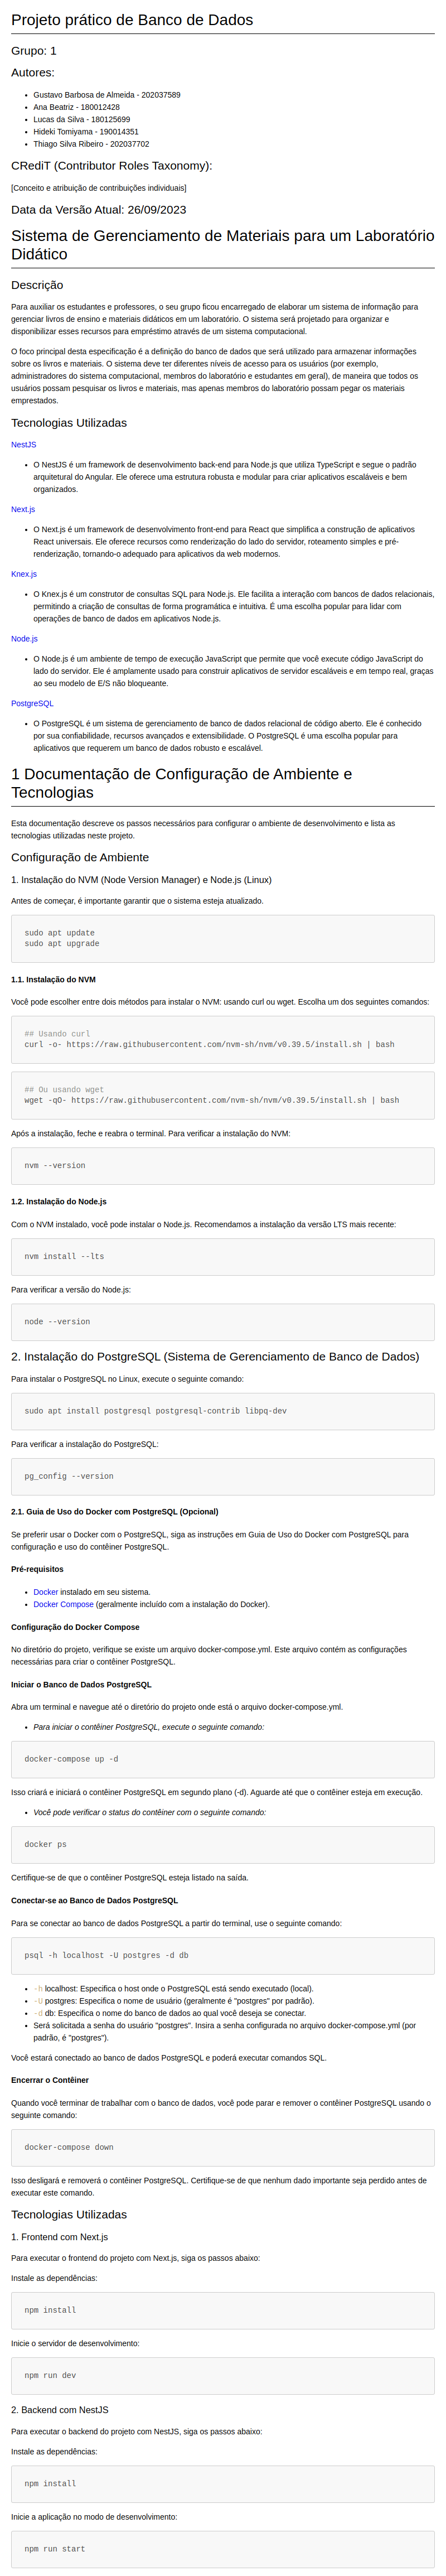 Projeto prático de Banco de Dados
Grupo: 1
Autores:
• Gustavo Barbosa de Almeida - 202037589
• Ana Beatriz - 180012428
• Lucas da Silva - 180125699
• Hideki Tomiyama - 190014351
• Thiago Silva Ribeiro - 202037702
CRediT (Contributor Roles Taxonomy):
[Conceito e atribuição de contribuições individuais]
Data da Versão Atual: 26/09/2023
Sistema de Gerenciamento de Materiais para um Laboratório
Didático
Descrição
Para auxiliar os estudantes e professores, o seu grupo ficou encarregado de elaborar um sistema de informação para
gerenciar livros de ensino e materiais didáticos em um laboratório. O sistema será projetado para organizar e
disponibilizar esses recursos para empréstimo através de um sistema computacional.
O foco principal desta especificação é a definição do banco de dados que será utilizado para armazenar informações
sobre os livros e materiais. O sistema deve ter diferentes níveis de acesso para os usuários (por exemplo,
administradores do sistema computacional, membros do laboratório e estudantes em geral), de maneira que todos os
usuários possam pesquisar os livros e materiais, mas apenas membros do laboratório possam pegar os materiais
emprestados.
Tecnologias Utilizadas
NestJS
• O NestJS é um framework de desenvolvimento back-end para Node.js que utiliza TypeScript e segue o padrão
arquitetural do Angular. Ele oferece uma estrutura robusta e modular para criar aplicativos escaláveis e bem
organizados.
Next.js
• O Next.js é um framework de desenvolvimento front-end para React que simplifica a construção de aplicativos
React universais. Ele oferece recursos como renderização do lado do servidor, roteamento simples e pré-
renderização, tornando-o adequado para aplicativos da web modernos.
Knex.js
• O Knex.js é um construtor de consultas SQL para Node.js. Ele facilita a interação com bancos de dados relacionais,
permitindo a criação de consultas de forma programática e intuitiva. É uma escolha popular para lidar com
operações de banco de dados em aplicativos Node.js.
Node.js
• O Node.js é um ambiente de tempo de execução JavaScript que permite que você execute código JavaScript do
lado do servidor. Ele é amplamente usado para construir aplicativos de servidor escaláveis e em tempo real, graças
ao seu modelo de E/S não bloqueante.
PostgreSQL
• O PostgreSQL é um sistema de gerenciamento de banco de dados relacional de código aberto. Ele é conhecido
por sua confiabilidade, recursos avançados e extensibilidade. O PostgreSQL é uma escolha popular para
aplicativos que requerem um banco de dados robusto e escalável.
1 Documentação de Configuração de Ambiente e
Tecnologias
Esta documentação descreve os passos necessários para configurar o ambiente de desenvolvimento e lista as
tecnologias utilizadas neste projeto.
Configuração de Ambiente
1. Instalação do NVM (Node Version Manager) e Node.js (Linux)
Antes de começar, é importante garantir que o sistema esteja atualizado.
sudo apt update
sudo apt upgrade
1.1. Instalação do NVM
Você pode escolher entre dois métodos para instalar o NVM: usando curl ou wget. Escolha um dos seguintes comandos:
## Usando curl
curl -o- https://raw.githubusercontent.com/nvm-sh/nvm/v0.39.5/install.sh | bash
## Ou usando wget
wget -qO- https://raw.githubusercontent.com/nvm-sh/nvm/v0.39.5/install.sh | bash
Após a instalação, feche e reabra o terminal. Para verificar a instalação do NVM:
nvm --version
1.2. Instalação do Node.js
Com o NVM instalado, você pode instalar o Node.js. Recomendamos a instalação da versão LTS mais recente:
nvm install --lts
Para verificar a versão do Node.js:
node --version
2. Instalação do PostgreSQL (Sistema de Gerenciamento de Banco de Dados)
Para instalar o PostgreSQL no Linux, execute o seguinte comando:
sudo apt install postgresql postgresql-contrib libpq-dev
Para verificar a instalação do PostgreSQL:
pg_config --version
2.1. Guia de Uso do Docker com PostgreSQL (Opcional)
Se preferir usar o Docker com o PostgreSQL, siga as instruções em Guia de Uso do Docker com PostgreSQL para
configuração e uso do contêiner PostgreSQL.
Pré-requisitos
• Docker instalado em seu sistema.
• Docker Compose (geralmente incluído com a instalação do Docker).
Configuração do Docker Compose
No diretório do projeto, verifique se existe um arquivo docker-compose.yml. Este arquivo contém as configurações
necessárias para criar o contêiner PostgreSQL.
Iniciar o Banco de Dados PostgreSQL
Abra um terminal e navegue até o diretório do projeto onde está o arquivo docker-compose.yml.
• Para iniciar o contêiner PostgreSQL, execute o seguinte comando:
docker-compose up -d
Isso criará e iniciará o contêiner PostgreSQL em segundo plano (-d). Aguarde até que o contêiner esteja em execução.
• Você pode verificar o status do contêiner com o seguinte comando:
docker ps
Certifique-se de que o contêiner PostgreSQL esteja listado na saída.
Conectar-se ao Banco de Dados PostgreSQL
Para se conectar ao banco de dados PostgreSQL a partir do terminal, use o seguinte comando:
psql -h localhost -U postgres -d db
• -h localhost: Especifica o host onde o PostgreSQL está sendo executado (local).
• -U postgres: Especifica o nome de usuário (geralmente é "postgres" por padrão).
• -d db: Especifica o nome do banco de dados ao qual você deseja se conectar.
• Será solicitada a senha do usuário "postgres". Insira a senha configurada no arquivo docker-compose.yml (por
padrão, é "postgres").
Você estará conectado ao banco de dados PostgreSQL e poderá executar comandos SQL.
Encerrar o Contêiner
Quando você terminar de trabalhar com o banco de dados, você pode parar e remover o contêiner PostgreSQL usando o
seguinte comando:
docker-compose down
Isso desligará e removerá o contêiner PostgreSQL. Certifique-se de que nenhum dado importante seja perdido antes de
executar este comando.
Tecnologias Utilizadas
1. Frontend com Next.js
Para executar o frontend do projeto com Next.js, siga os passos abaixo:
Instale as dependências:
npm install
Inicie o servidor de desenvolvimento:
npm run dev
2. Backend com NestJS
Para executar o backend do projeto com NestJS, siga os passos abaixo:
Instale as dependências:
npm install
Inicie a aplicação no modo de desenvolvimento:
npm run start